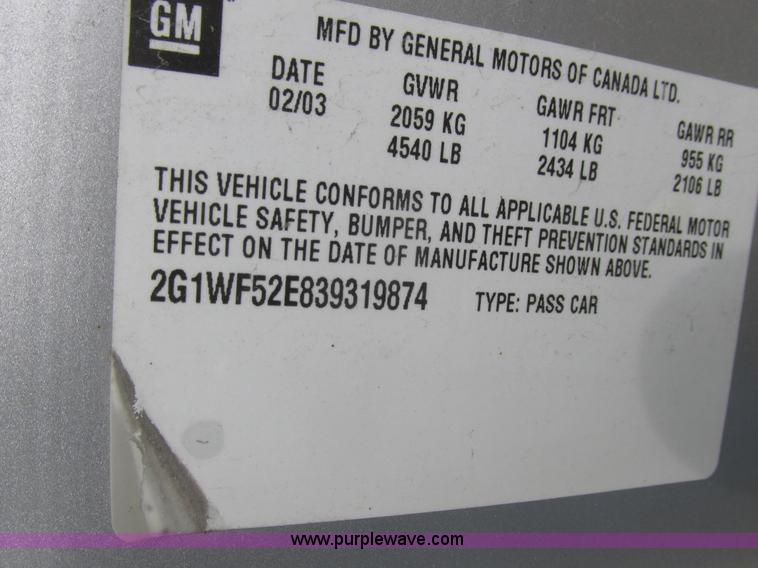 GM
MFD BY GENERAL MOTORS OF CANADA LTD.
DATE GVWR GAWR FRT GAWR RR
02/03 2059 KG 1104 KG 955 KG
4540 LB 2434 LB 2106 LB
THIS VEHICLE CONFORMS TO ALL APPLICABLE U.S. FEDERAL MOTOR
VEHICLE SAFETY, BUMPER, AND THEFT PREVENTION STANDARDS IN
EFFECT ON THE DATE OF MANUFACTURE SHOWN ABOVE.
2G1WF52E839319874 TYPE: PASS CAR
www.purplewave.com